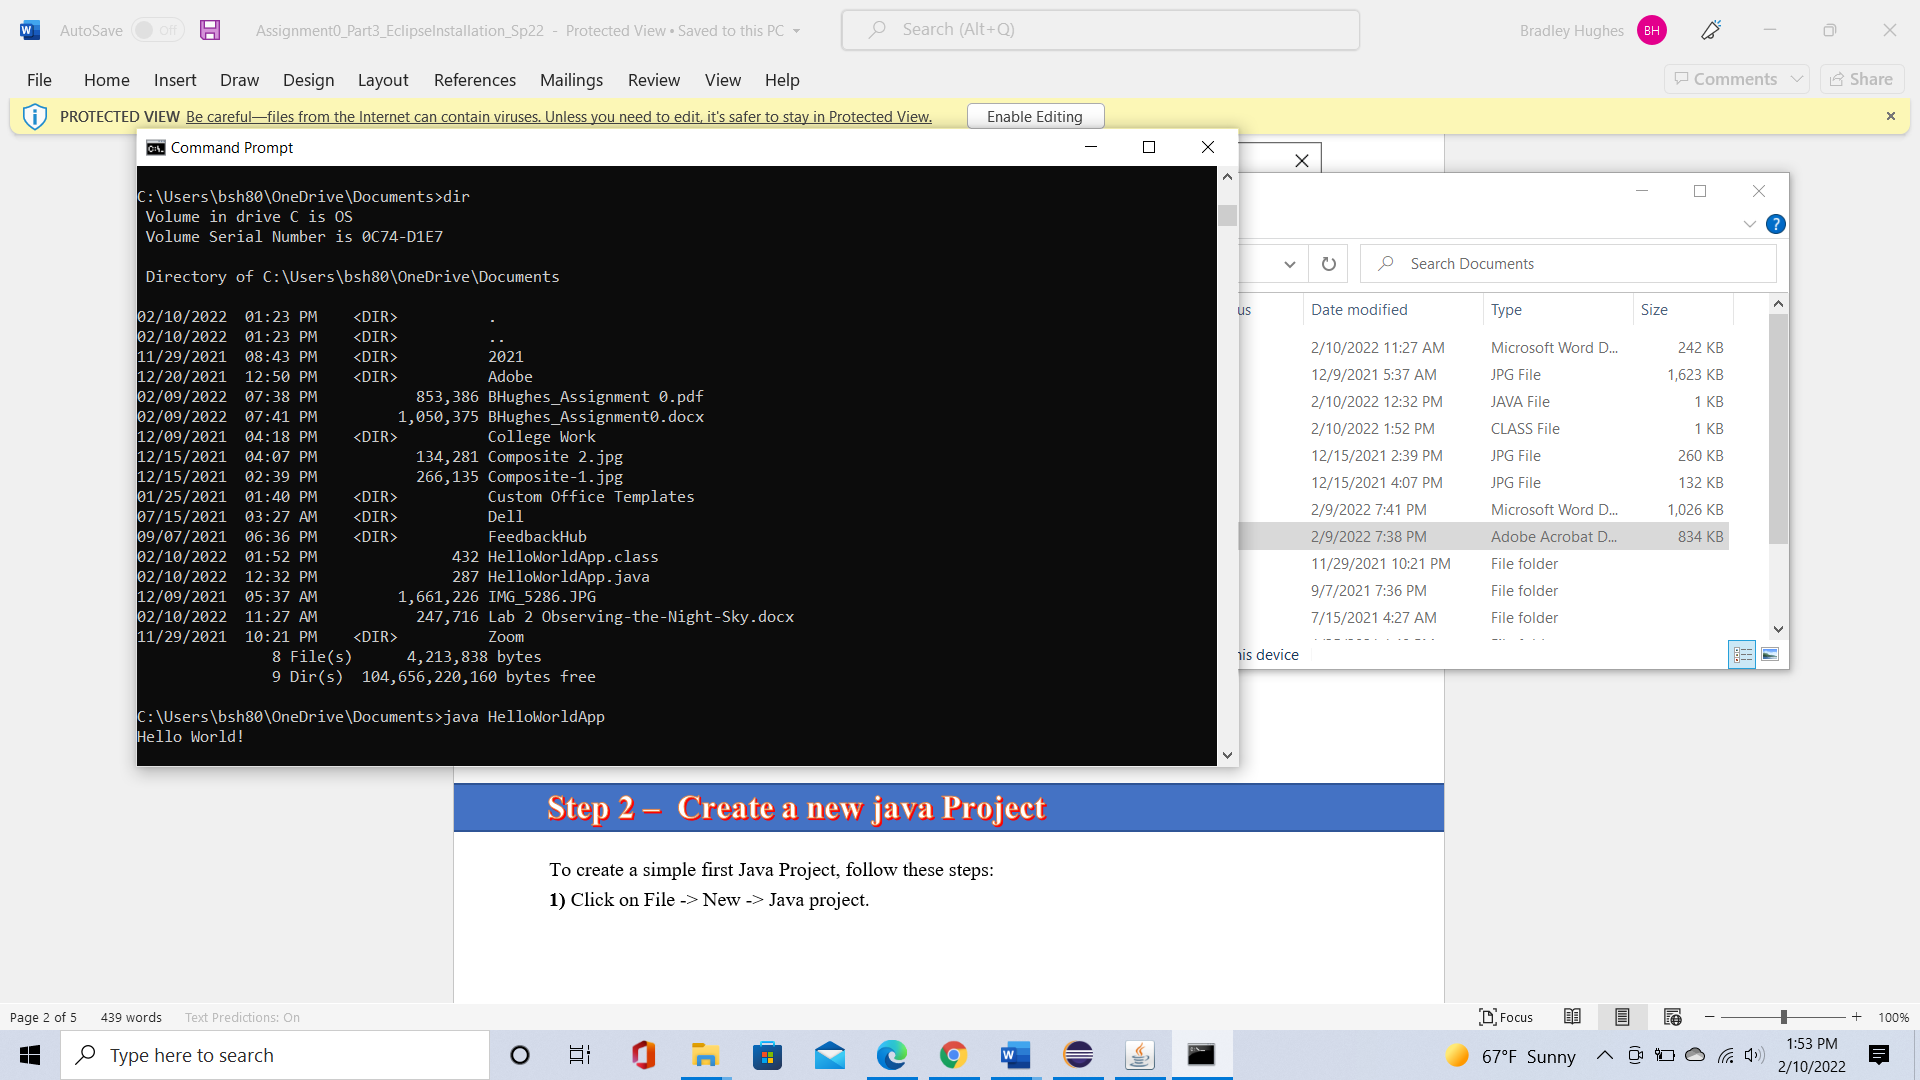 AutoSave Off Assignment0_Part3_EclipseInstallation_Sp22 - Protected View • Saved to this PC Search (Alt+Q) Bradley Hughes BH
File Home Insert Draw Design Layout References Mailings Review View Help Comments Share
PROTECTED VIEW Be careful—files from the Internet can contain viruses. Unless you need to edit, it's safer to stay in Protected View. Enable Editing
Command Prompt
C:\Users\bsh80\OneDrive\Documents>dir
Volume in drive C is OS
Volume Serial Number is 0C74-D1E7
Directory of C:\Users\bsh80\OneDrive\Documents
02/10/2022 01:23 PM <DIR> .
02/10/2022 01:23 PM <DIR> ..
11/29/2021 08:43 PM <DIR> 2021
12/20/2021 12:50 PM <DIR> Adobe
02/09/2022 07:38 PM 853,386 BHughes_Assignment 0.pdf
02/09/2022 07:41 PM 1,050,375 BHughes_Assignment0.docx
12/09/2021 04:18 PM <DIR> College Work
12/15/2021 04:07 PM 134,281 Composite 2.jpg
12/15/2021 02:39 PM 266,135 Composite-1.jpg
01/25/2021 01:40 PM <DIR> Custom Office Templates
07/15/2021 03:27 AM <DIR> Dell
09/07/2021 06:36 PM <DIR> FeedbackHub
02/10/2022 01:52 PM 432 HelloWorldApp.class
02/10/2022 12:32 PM 287 HelloWorldApp.java
12/09/2021 05:37 AM 1,661,226 IMG_5286.JPG
02/10/2022 11:27 AM 247,716 Lab 2 Observing-the-Night-Sky.docx
11/29/2021 10:21 PM <DIR> Zoom
8 File(s) 4,213,838 bytes
9 Dir(s) 104,656,220,160 bytes free
C:\Users\bsh80\OneDrive\Documents>java HelloWorldApp
Hello World!
Search Documents
us Date modified Type Size
2/10/2022 11:27 AM Microsoft Word D... 242 KB
12/9/2021 5:37 AM JPG File 1,623 KB
2/10/2022 12:32 PM JAVA File 1 KB
2/10/2022 1:52 PM CLASS File 1 KB
12/15/2021 2:39 PM JPG File 260 KB
12/15/2021 4:07 PM JPG File 132 KB
2/9/2022 7:41 PM Microsoft Word D... 1,026 KB
2/9/2022 7:38 PM Adobe Acrobat D... 834 KB
11/29/2021 10:21 PM File folder
9/7/2021 7:36 PM File folder
7/15/2021 4:27 AM File folder
his device
Step 2 – Create a new java Project
To create a simple first Java Project, follow these steps:
1) Click on File -> New -> Java project.
Page 2 of 5 439 words Text Predictions: On Focus 100%
Type here to search 67°F Sunny 1:53 PM
2/10/2022